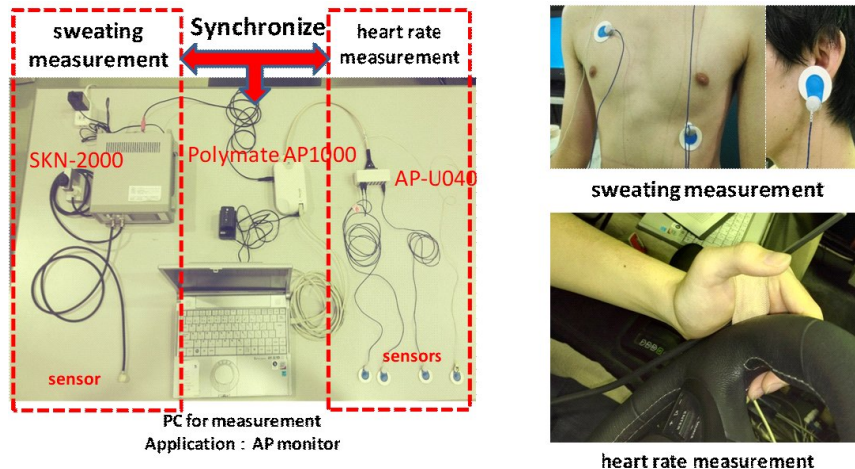 sweating
measurement
Synchronize
heart rate
measurement
SKN-2000
Polymate AP1000
AP-U040
sensor
sensors
PC for measurement
Application : AP monitor
sweating measurement
heart rate measurement